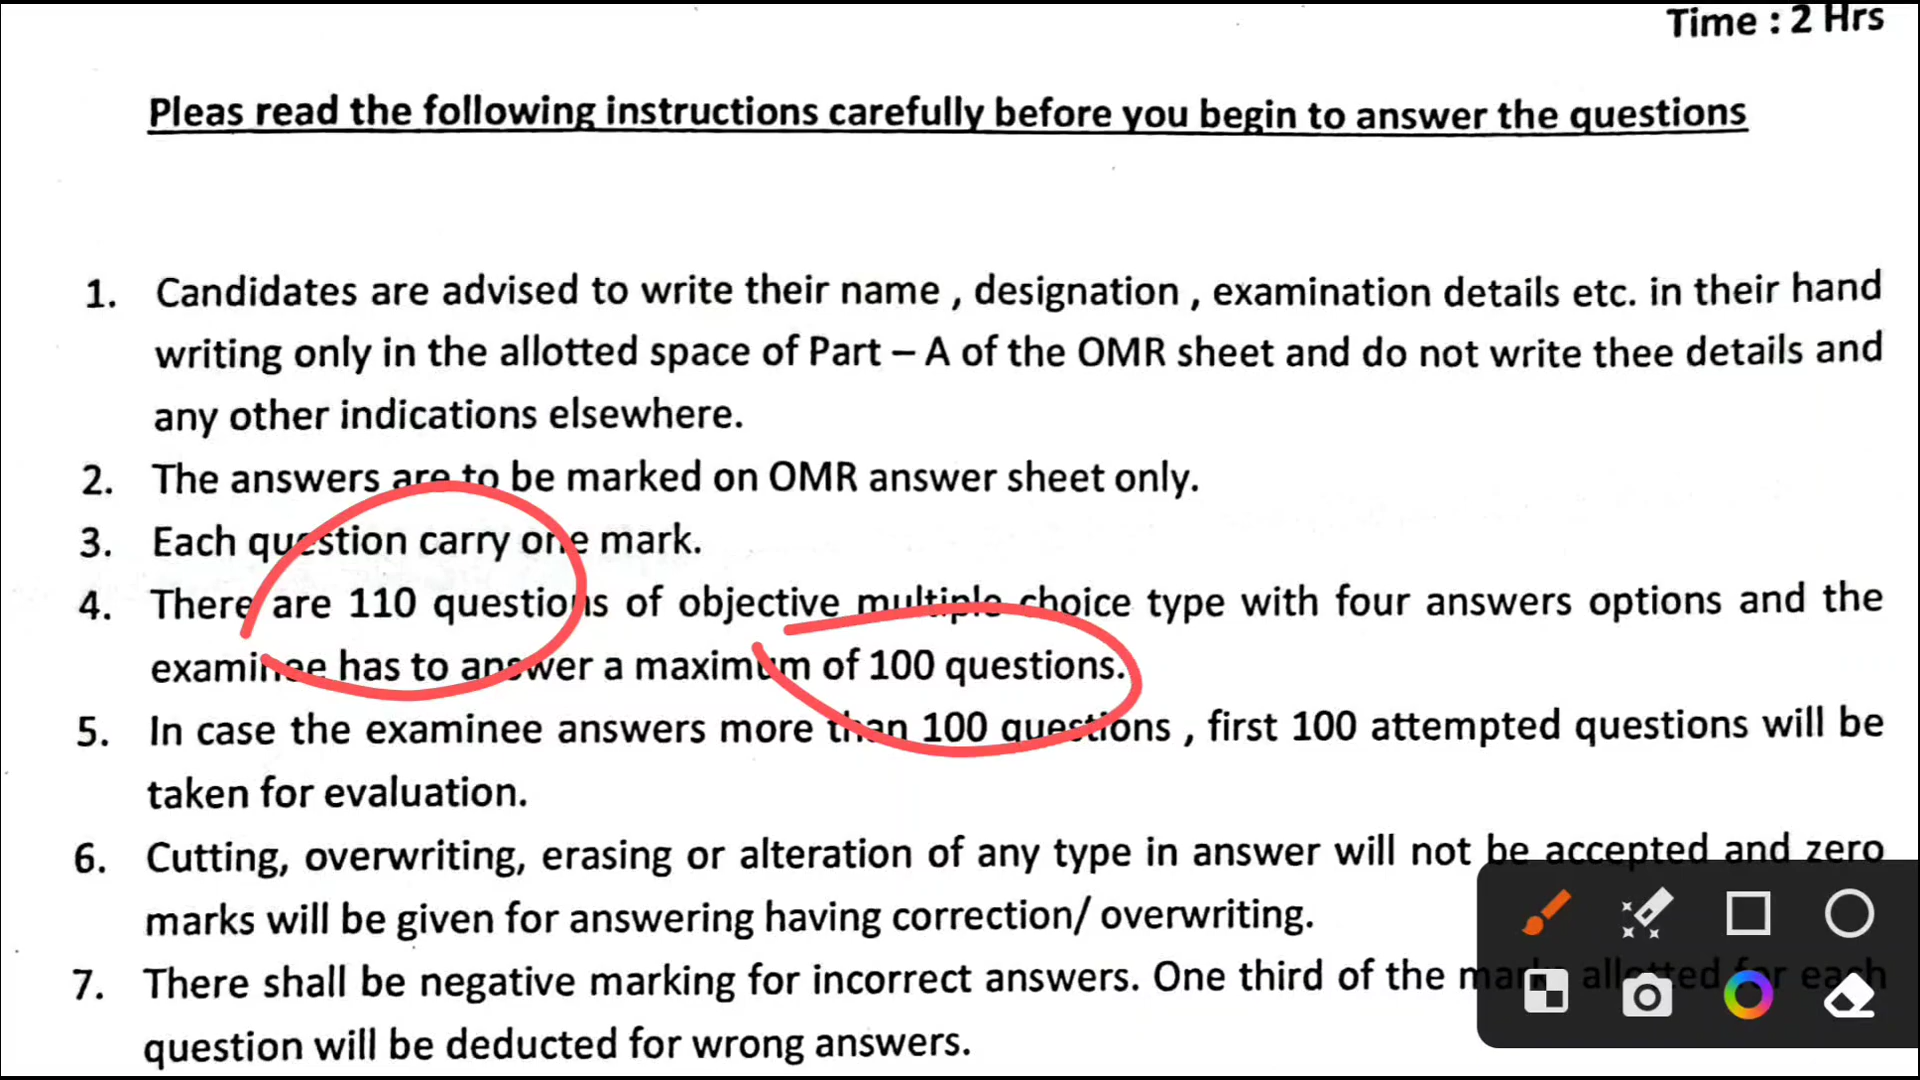 Time : 2 Hrs
Pleas read the following instructions carefully before you begin to answer the questions
1. Candidates are advised to write their name , designation , examination details etc. in their hand
writing only in the allotted space of Part – A of the OMR sheet and do not write thee details and
any other indications elsewhere.
2. The answers are to be marked on OMR answer sheet only.
3. Each question carry one mark.
4. There are 110 questions of objective multiple choice type with four answers options and the
examinee has to answer a maximum of 100 questions.
5. In case the examinee answers more than 100 questions , first 100 attempted questions will be
taken for evaluation.
6. Cutting, overwriting, erasing or alteration of any type in answer will not be accepted and zero
marks will be given for answering having correction/ overwriting.
7. There shall be negative marking for incorrect answers. One third of the marks allotted for each
question will be deducted for wrong answers.